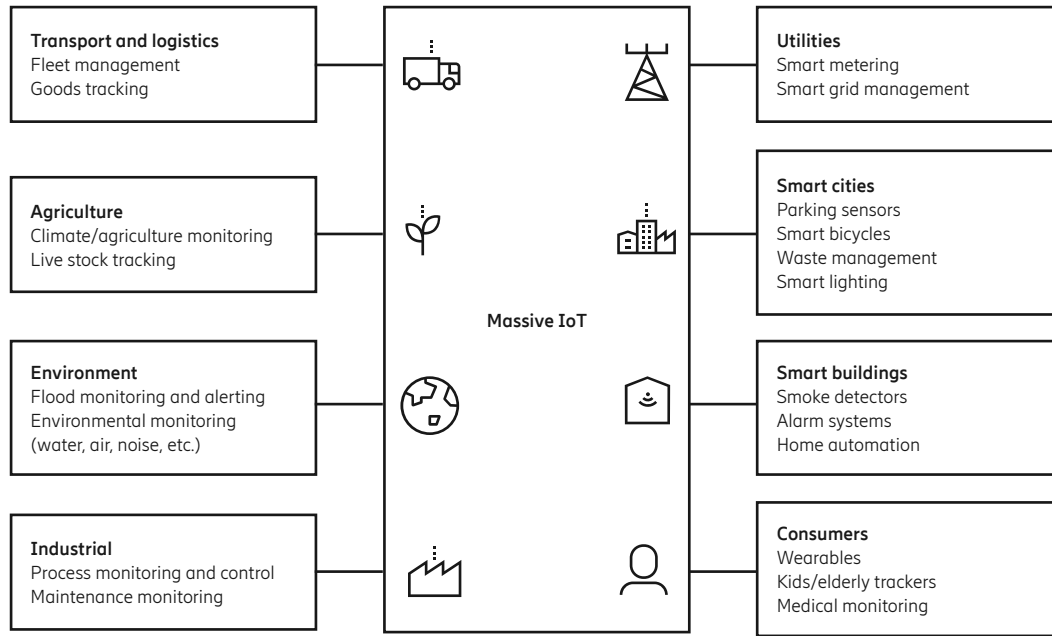 Transport and logistics
Fleet management
Goods tracking
Agriculture
Climate/agriculture monitoring
Live stock tracking
Environment
Flood monitoring and alerting
Environmental monitoring
(water, air, noise, etc.)
Industrial
Process monitoring and control
Maintenance monitoring
Massive IoT
Utilities
Smart metering
Smart grid management
Smart cities
Parking sensors
Smart bicycles
Waste management
Smart lighting
Smart buildings
Smoke detectors
Alarm systems
Home automation
Consumers
Wearables
Kids/elderly trackers
Medical monitoring